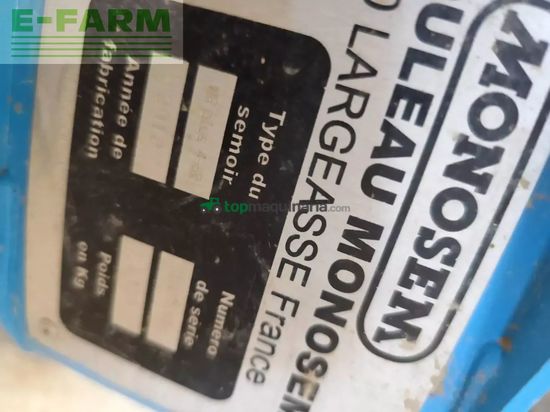 E-FARM
MONOSEM
ULEAU MONOSEM
LARGEASSE France
Type du
semoir
Année de
fabrication
Numero
de série
Poids
en Kg
topmaquinaria.com